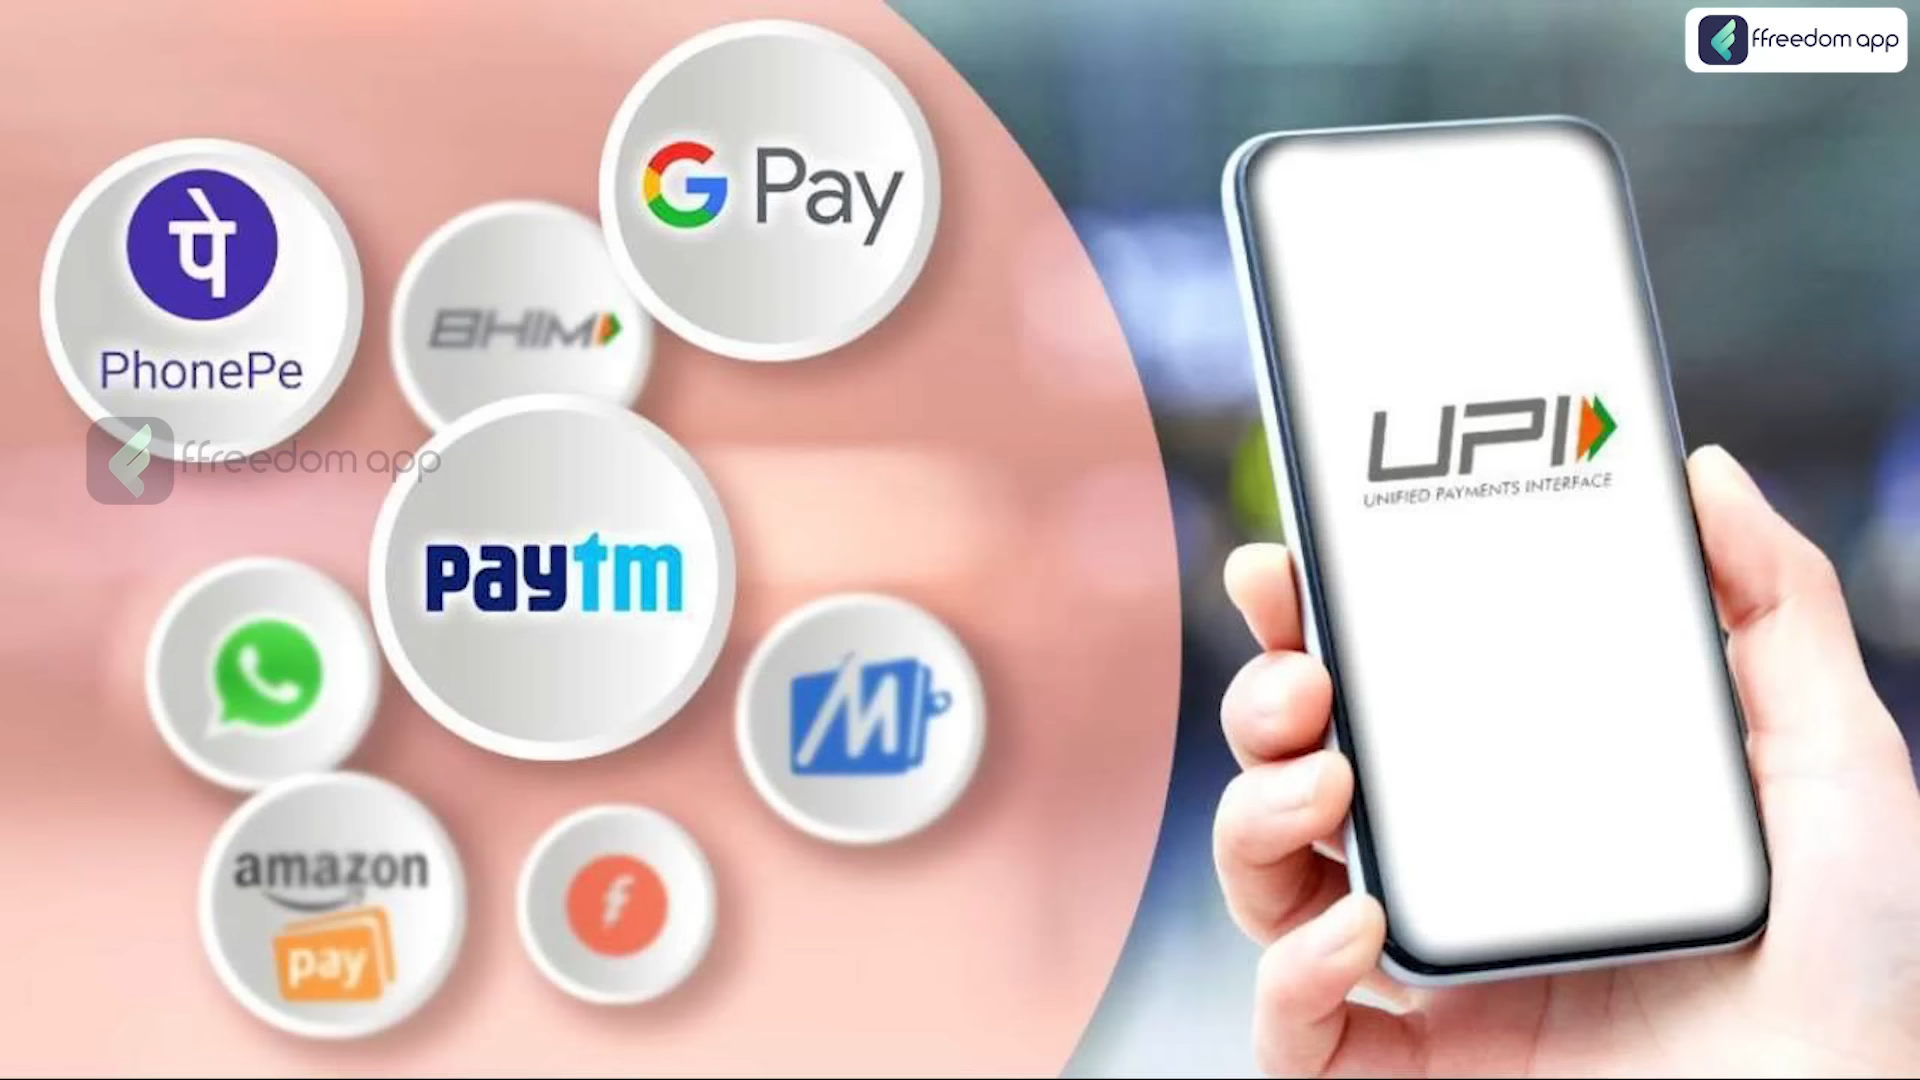 ffreedom app
G Pay
पे
PhonePe
BHIM
ffreedom app
paytm
UPI
UNIFIED PAYMENTS INTERFACE
M
amazon
pay
f